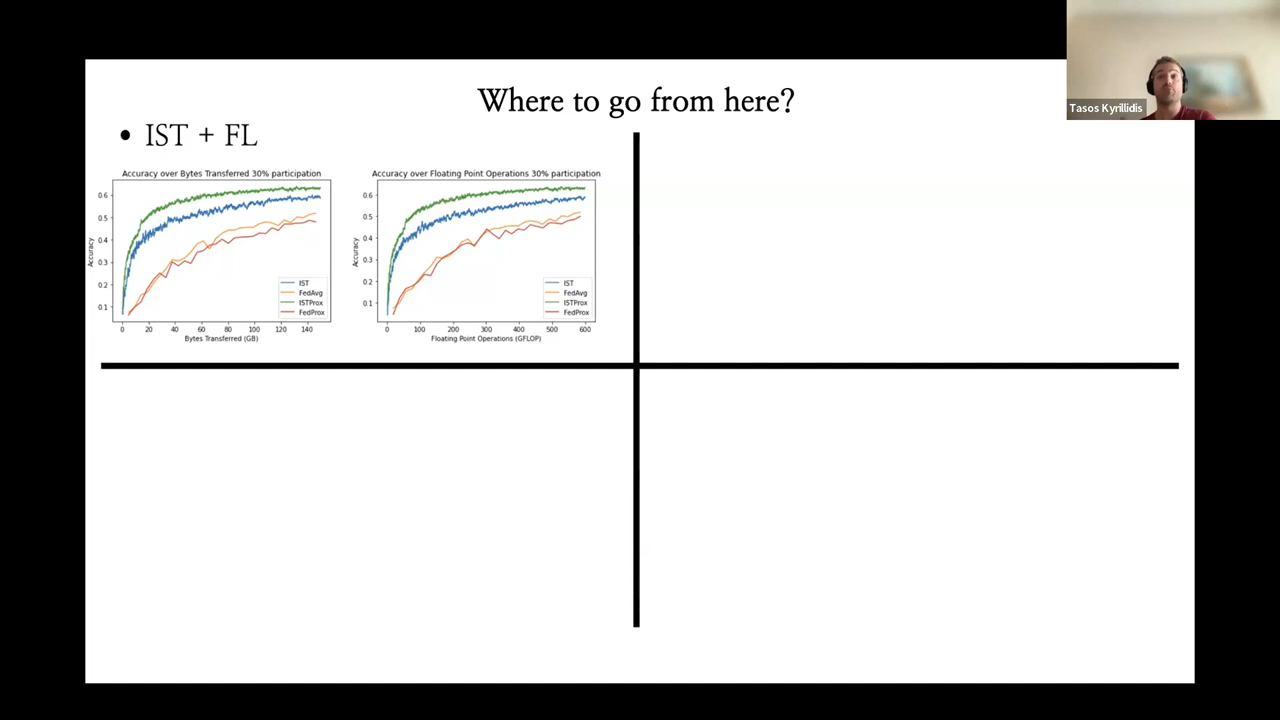 Tasos Kyrillidis
Where to go from here?
• IST + FL
Accuracy over Bytes Transferred 30% participation
Accuracy
0.6
0.5
0.4
0.3
0.2
0.1
IST
FedAvg
ISTProx
FedProx
0 20 40 60 80 100 120 140
Bytes Transferred (GB)
Accuracy over Floating Point Operations 30% participation
Accuracy
0.6
0.5
0.4
0.3
0.2
0.1
IST
FedAvg
ISTProx
FedProx
0 100 200 300 400 500 600
Floating Point Operations (GFLOP)